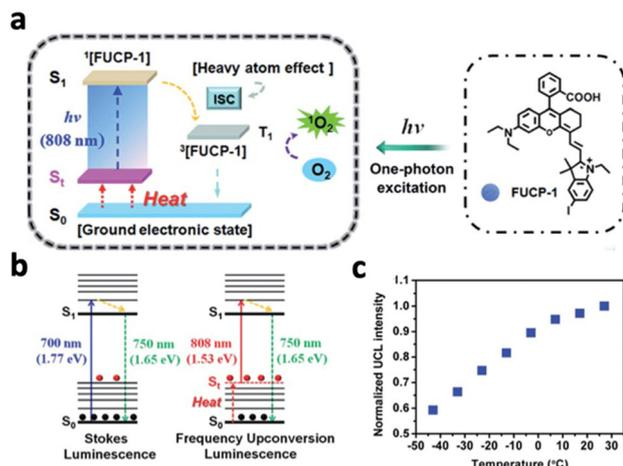 a
¹[FUCP-1]
S₁
[Heavy atom effect ]
ISC
hν
(808 nm)
³[FUCP-1]
T₁
¹O₂
O₂
Sₜ
Heat
S₀
[Ground electronic state]
hν
One-photon
excitation
COOH
N
O
N⁺
I
FUCP-1
b
S₁
700 nm
(1.77 eV)
750 nm
(1.65 eV)
S₀
Stokes
Luminescence
808 nm
(1.53 eV)
750 nm
(1.65 eV)
Sₜ
Heat
S₀
Frequency Upconversion
Luminescence
c
Normalized UCL intensity
1.1
1.0
0.9
0.8
0.7
0.6
0.5
-50 -40 -30 -20 -10 0 10 20 30
Temperature (°C)